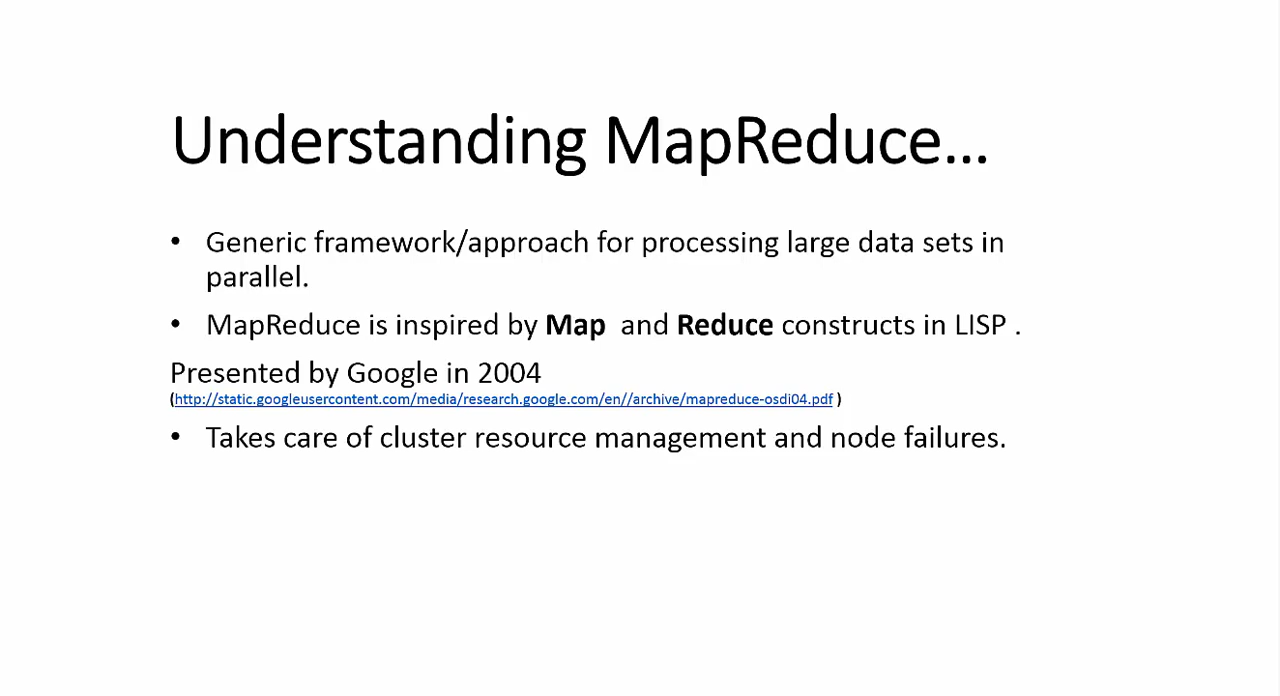 Understanding MapReduce...
• Generic framework/approach for processing large data sets in
parallel.
• MapReduce is inspired by Map and Reduce constructs in LISP .
Presented by Google in 2004
(http://static.googleusercontent.com/media/research.google.com/en//archive/mapreduce-osdi04.pdf )
• Takes care of cluster resource management and node failures.